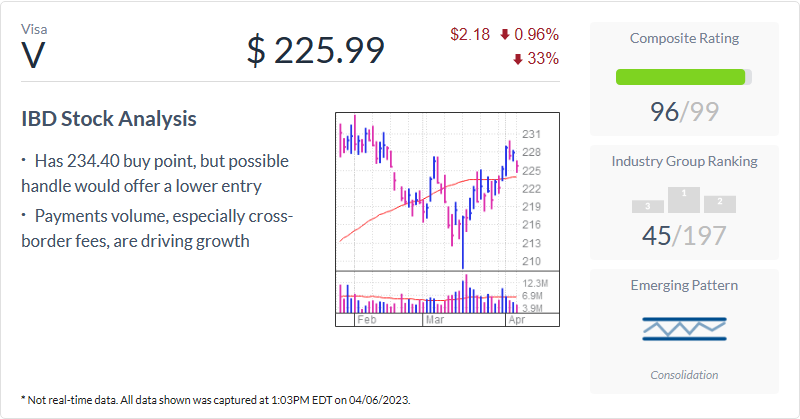 Visa
V
$ 225.99
$2.18 0.96%
33%
IBD Stock Analysis
· Has 234.40 buy point, but possible
handle would offer a lower entry
· Payments volume, especially cross-
border fees, are driving growth
231
228
225
222
219
216
213
210
12.3M
6.9M
3.9M
Feb Mar Apr
Composite Rating
96/99
Industry Group Ranking
3 1 2
45/197
Emerging Pattern
Consolidation
* Not real-time data. All data shown was captured at 1:03PM EDT on 04/06/2023.